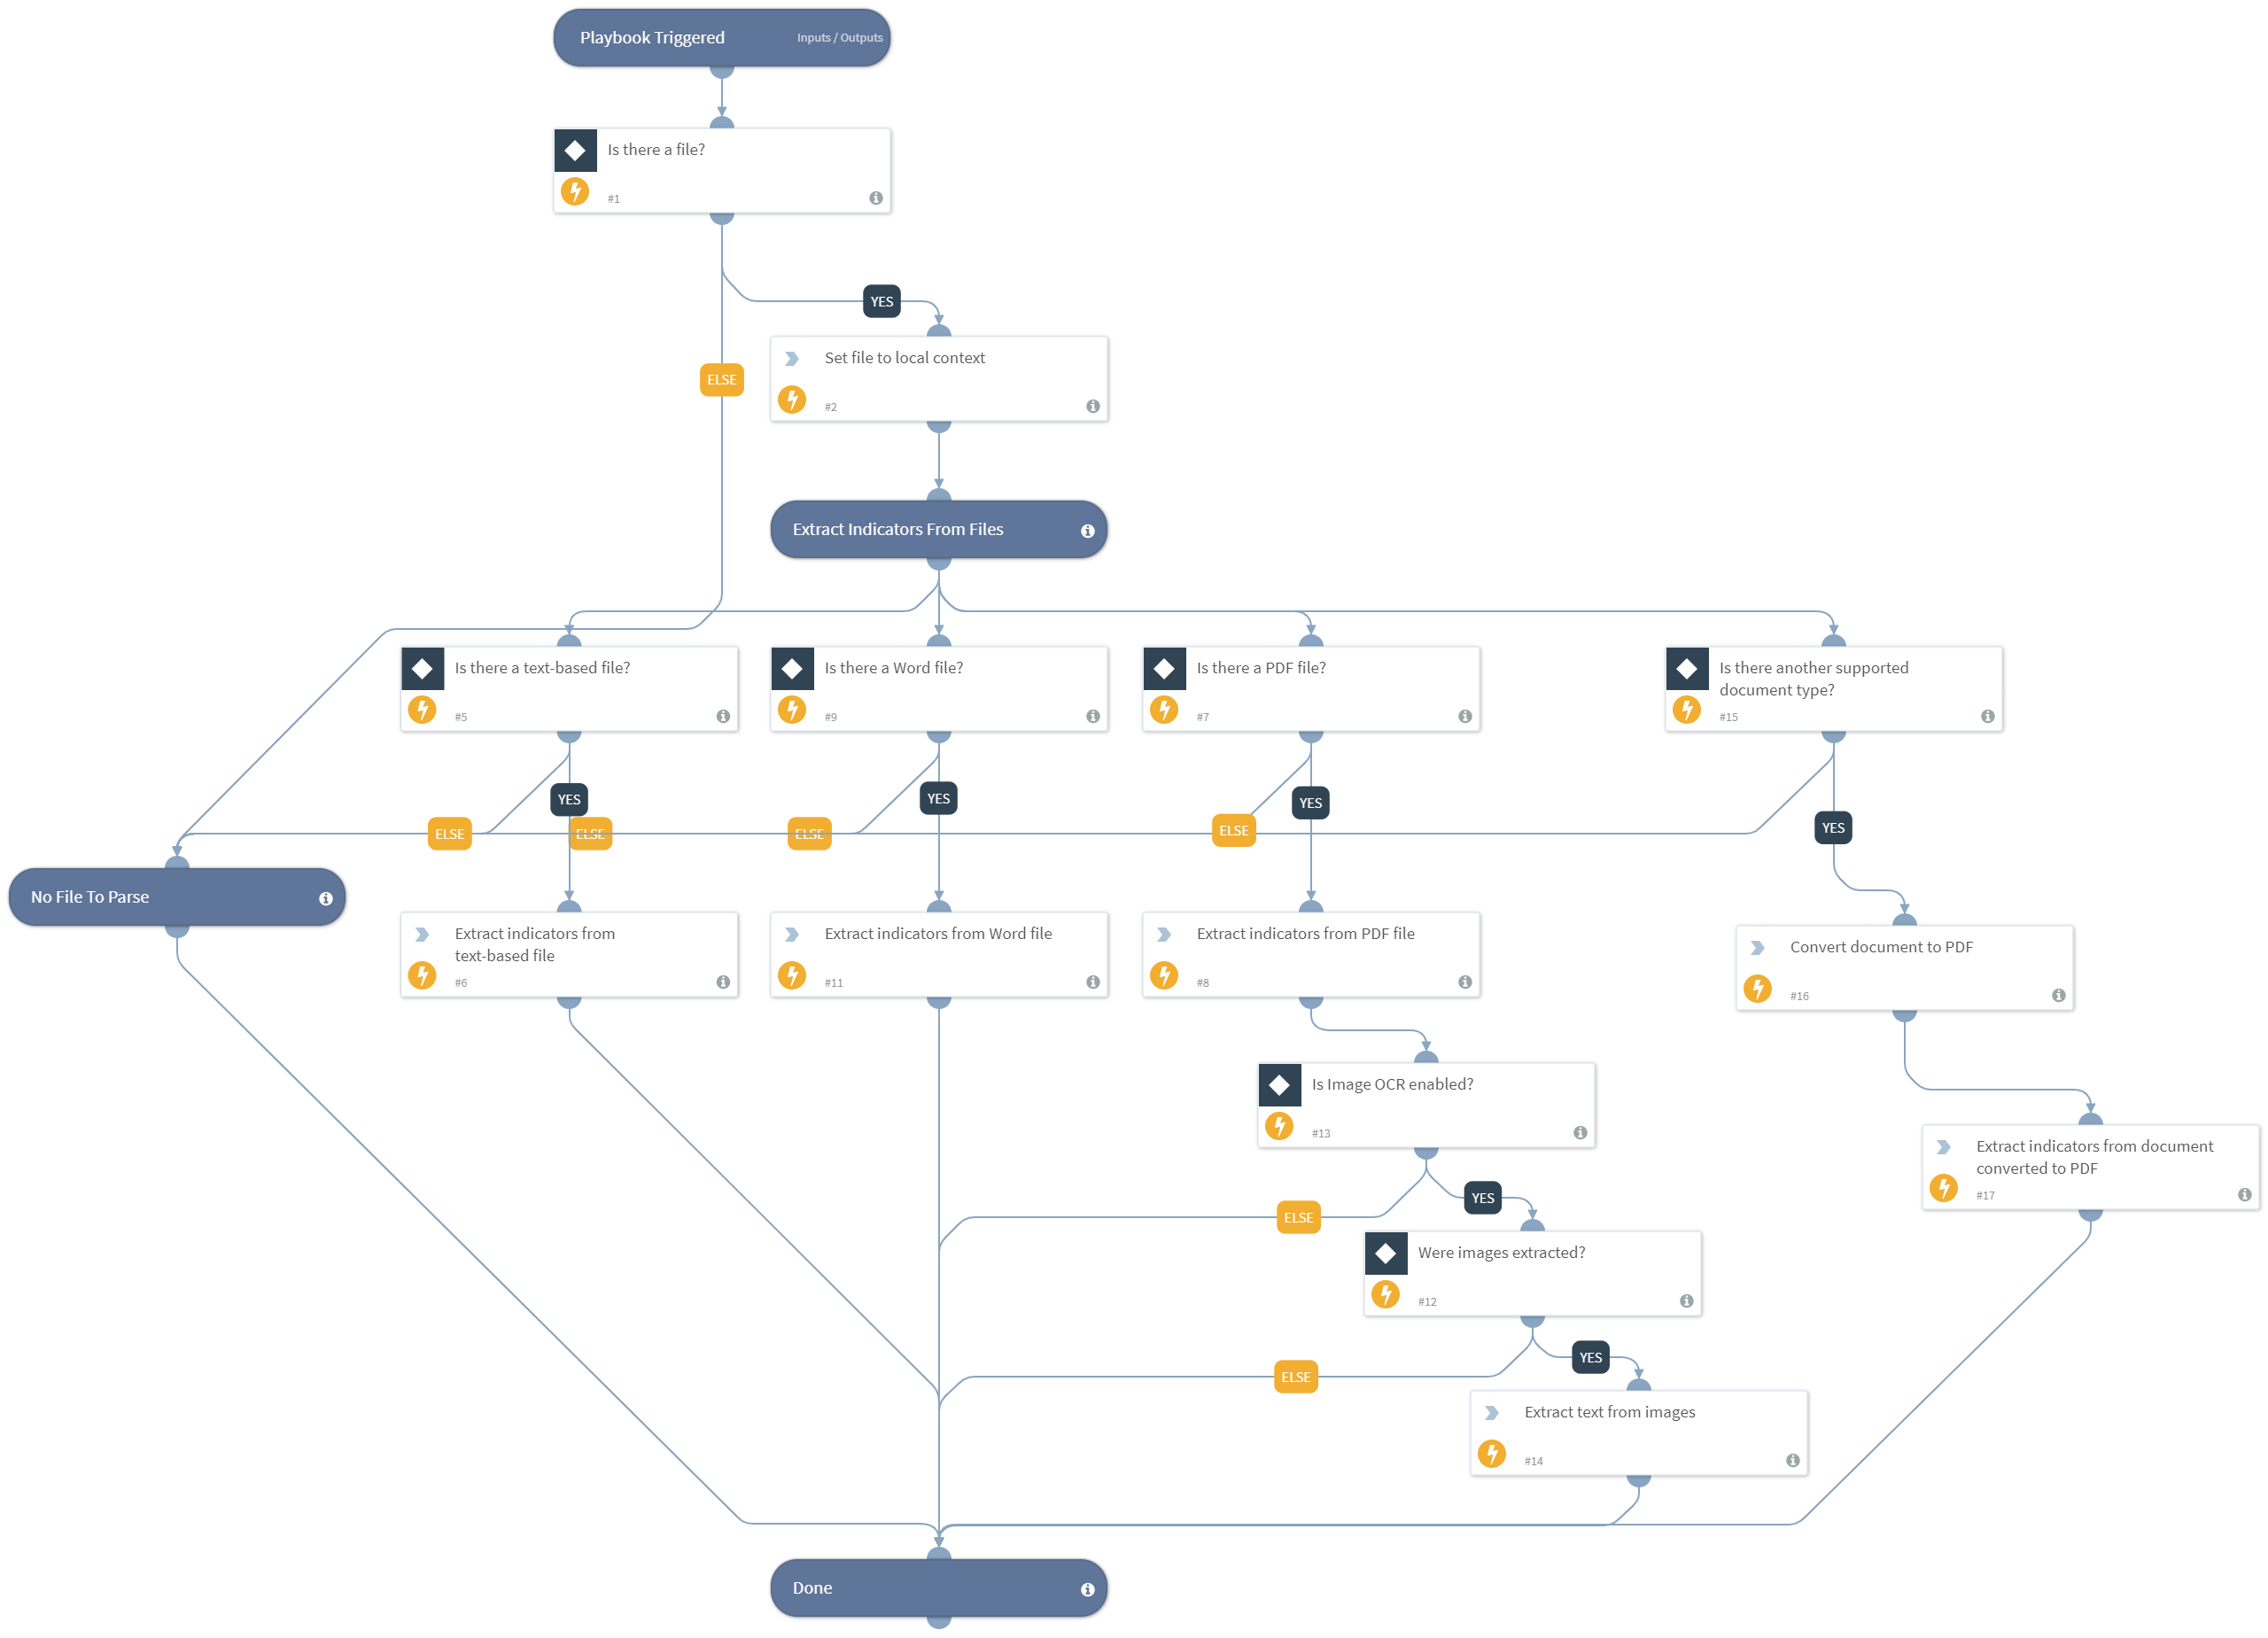 Playbook Triggered
Inputs / Outputs
Is there a file?
#1
YES
ELSE
Set file to local context
#2
Extract Indicators From Files
Is there a text-based file?
#5
Is there a Word file?
#9
Is there a PDF file?
#7
Is there another supported
document type?
#15
YES
YES
YES
YES
ELSE
ELSE
ELSE
ELSE
No File To Parse
Extract indicators from
text-based file
#6
Extract indicators from Word file
#11
Extract indicators from PDF file
#8
Convert document to PDF
#16
Is Image OCR enabled?
#13
Extract indicators from document
converted to PDF
#17
YES
ELSE
Were images extracted?
#12
YES
ELSE
Extract text from images
#14
Done